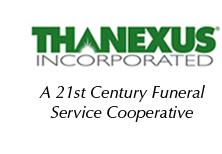 THANEXUS®
INCORPORATED
A 21st Century Funeral
Service Cooperative